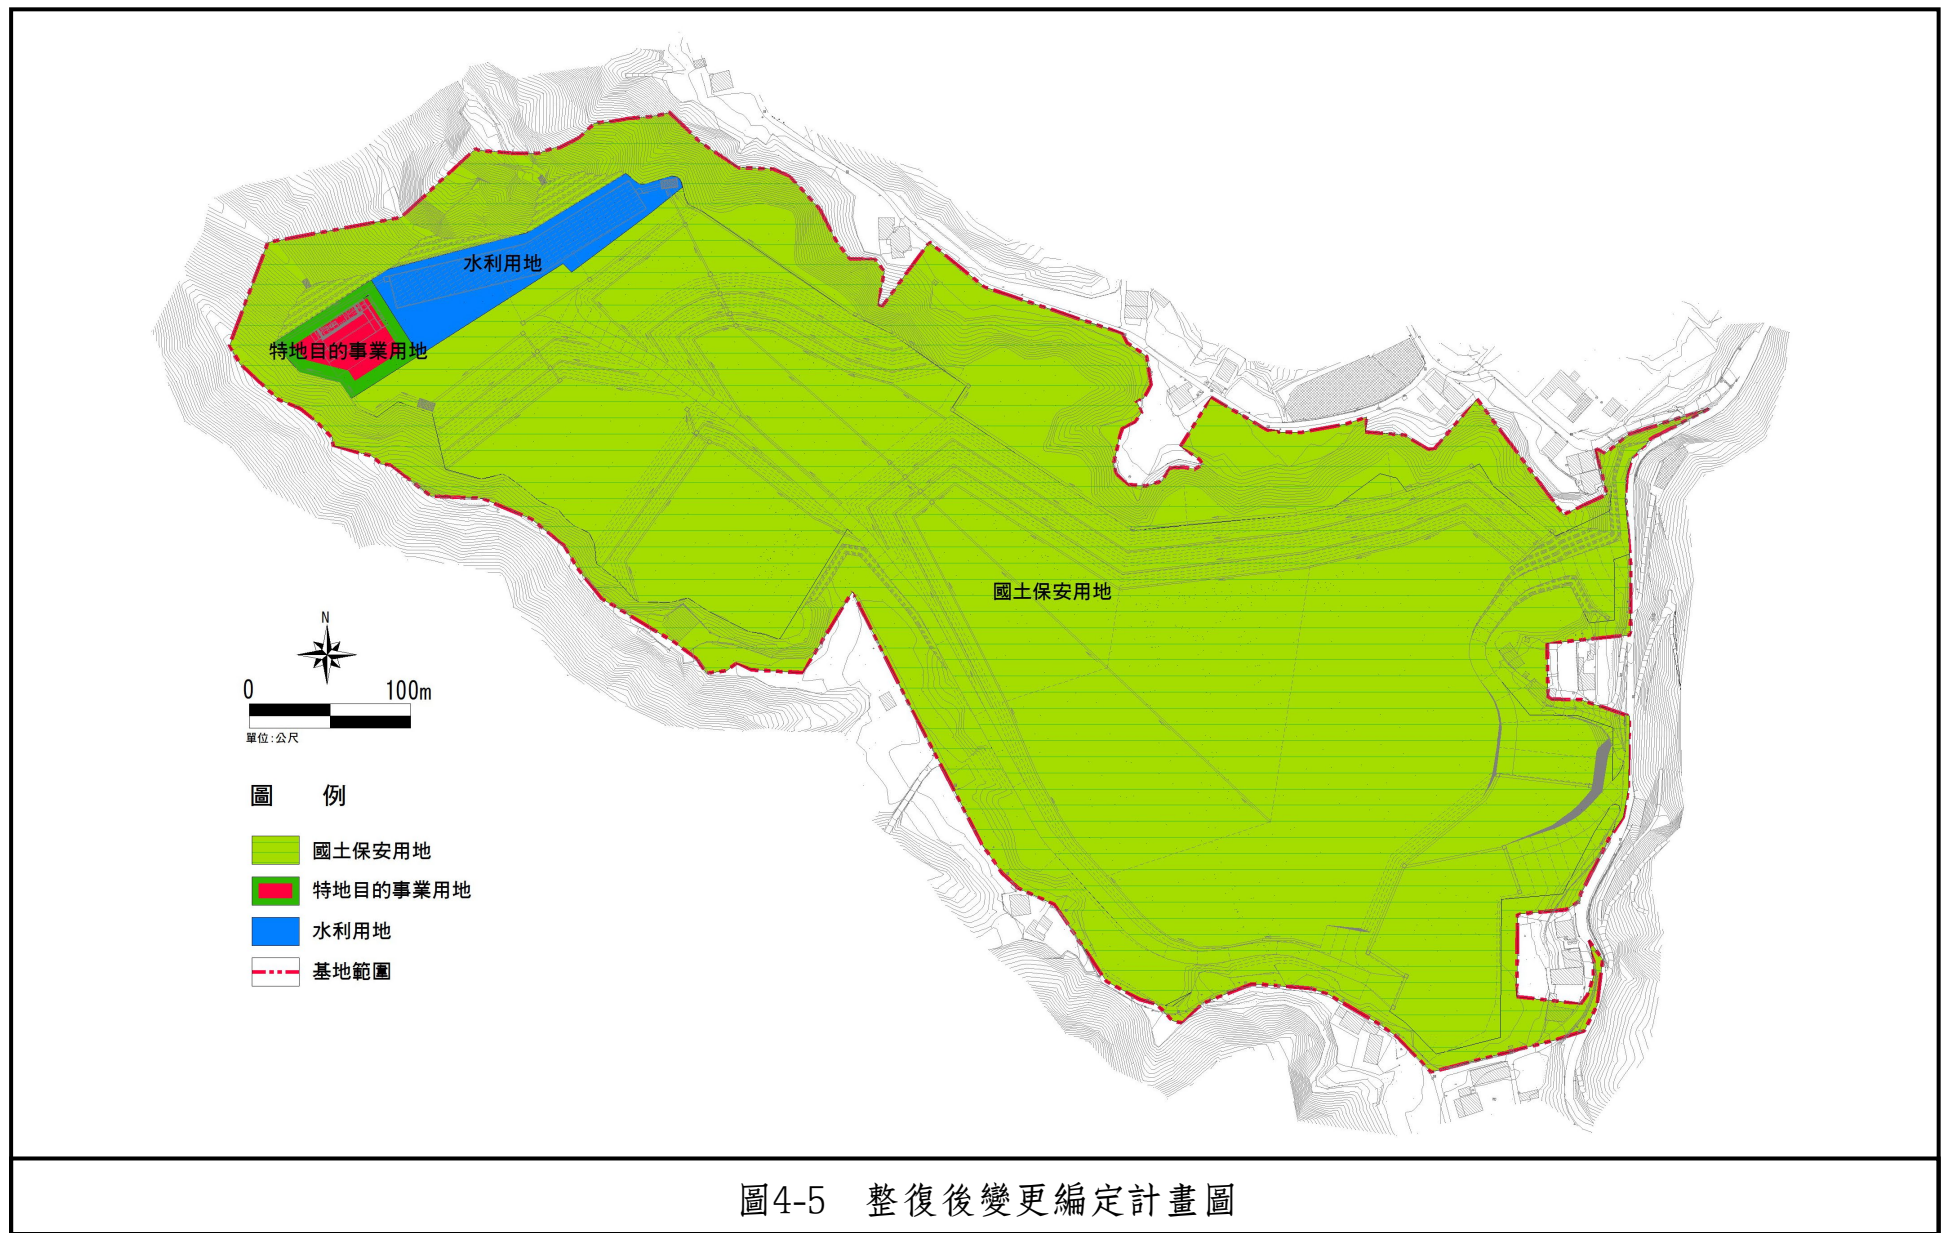 水利用地
特地目的事業用地
國土保安用地
N
0 100m
單位:公尺
圖 例
國土保安用地
特地目的事業用地
水利用地
基地範圍
圖4-5 整復後變更編定計畫圖